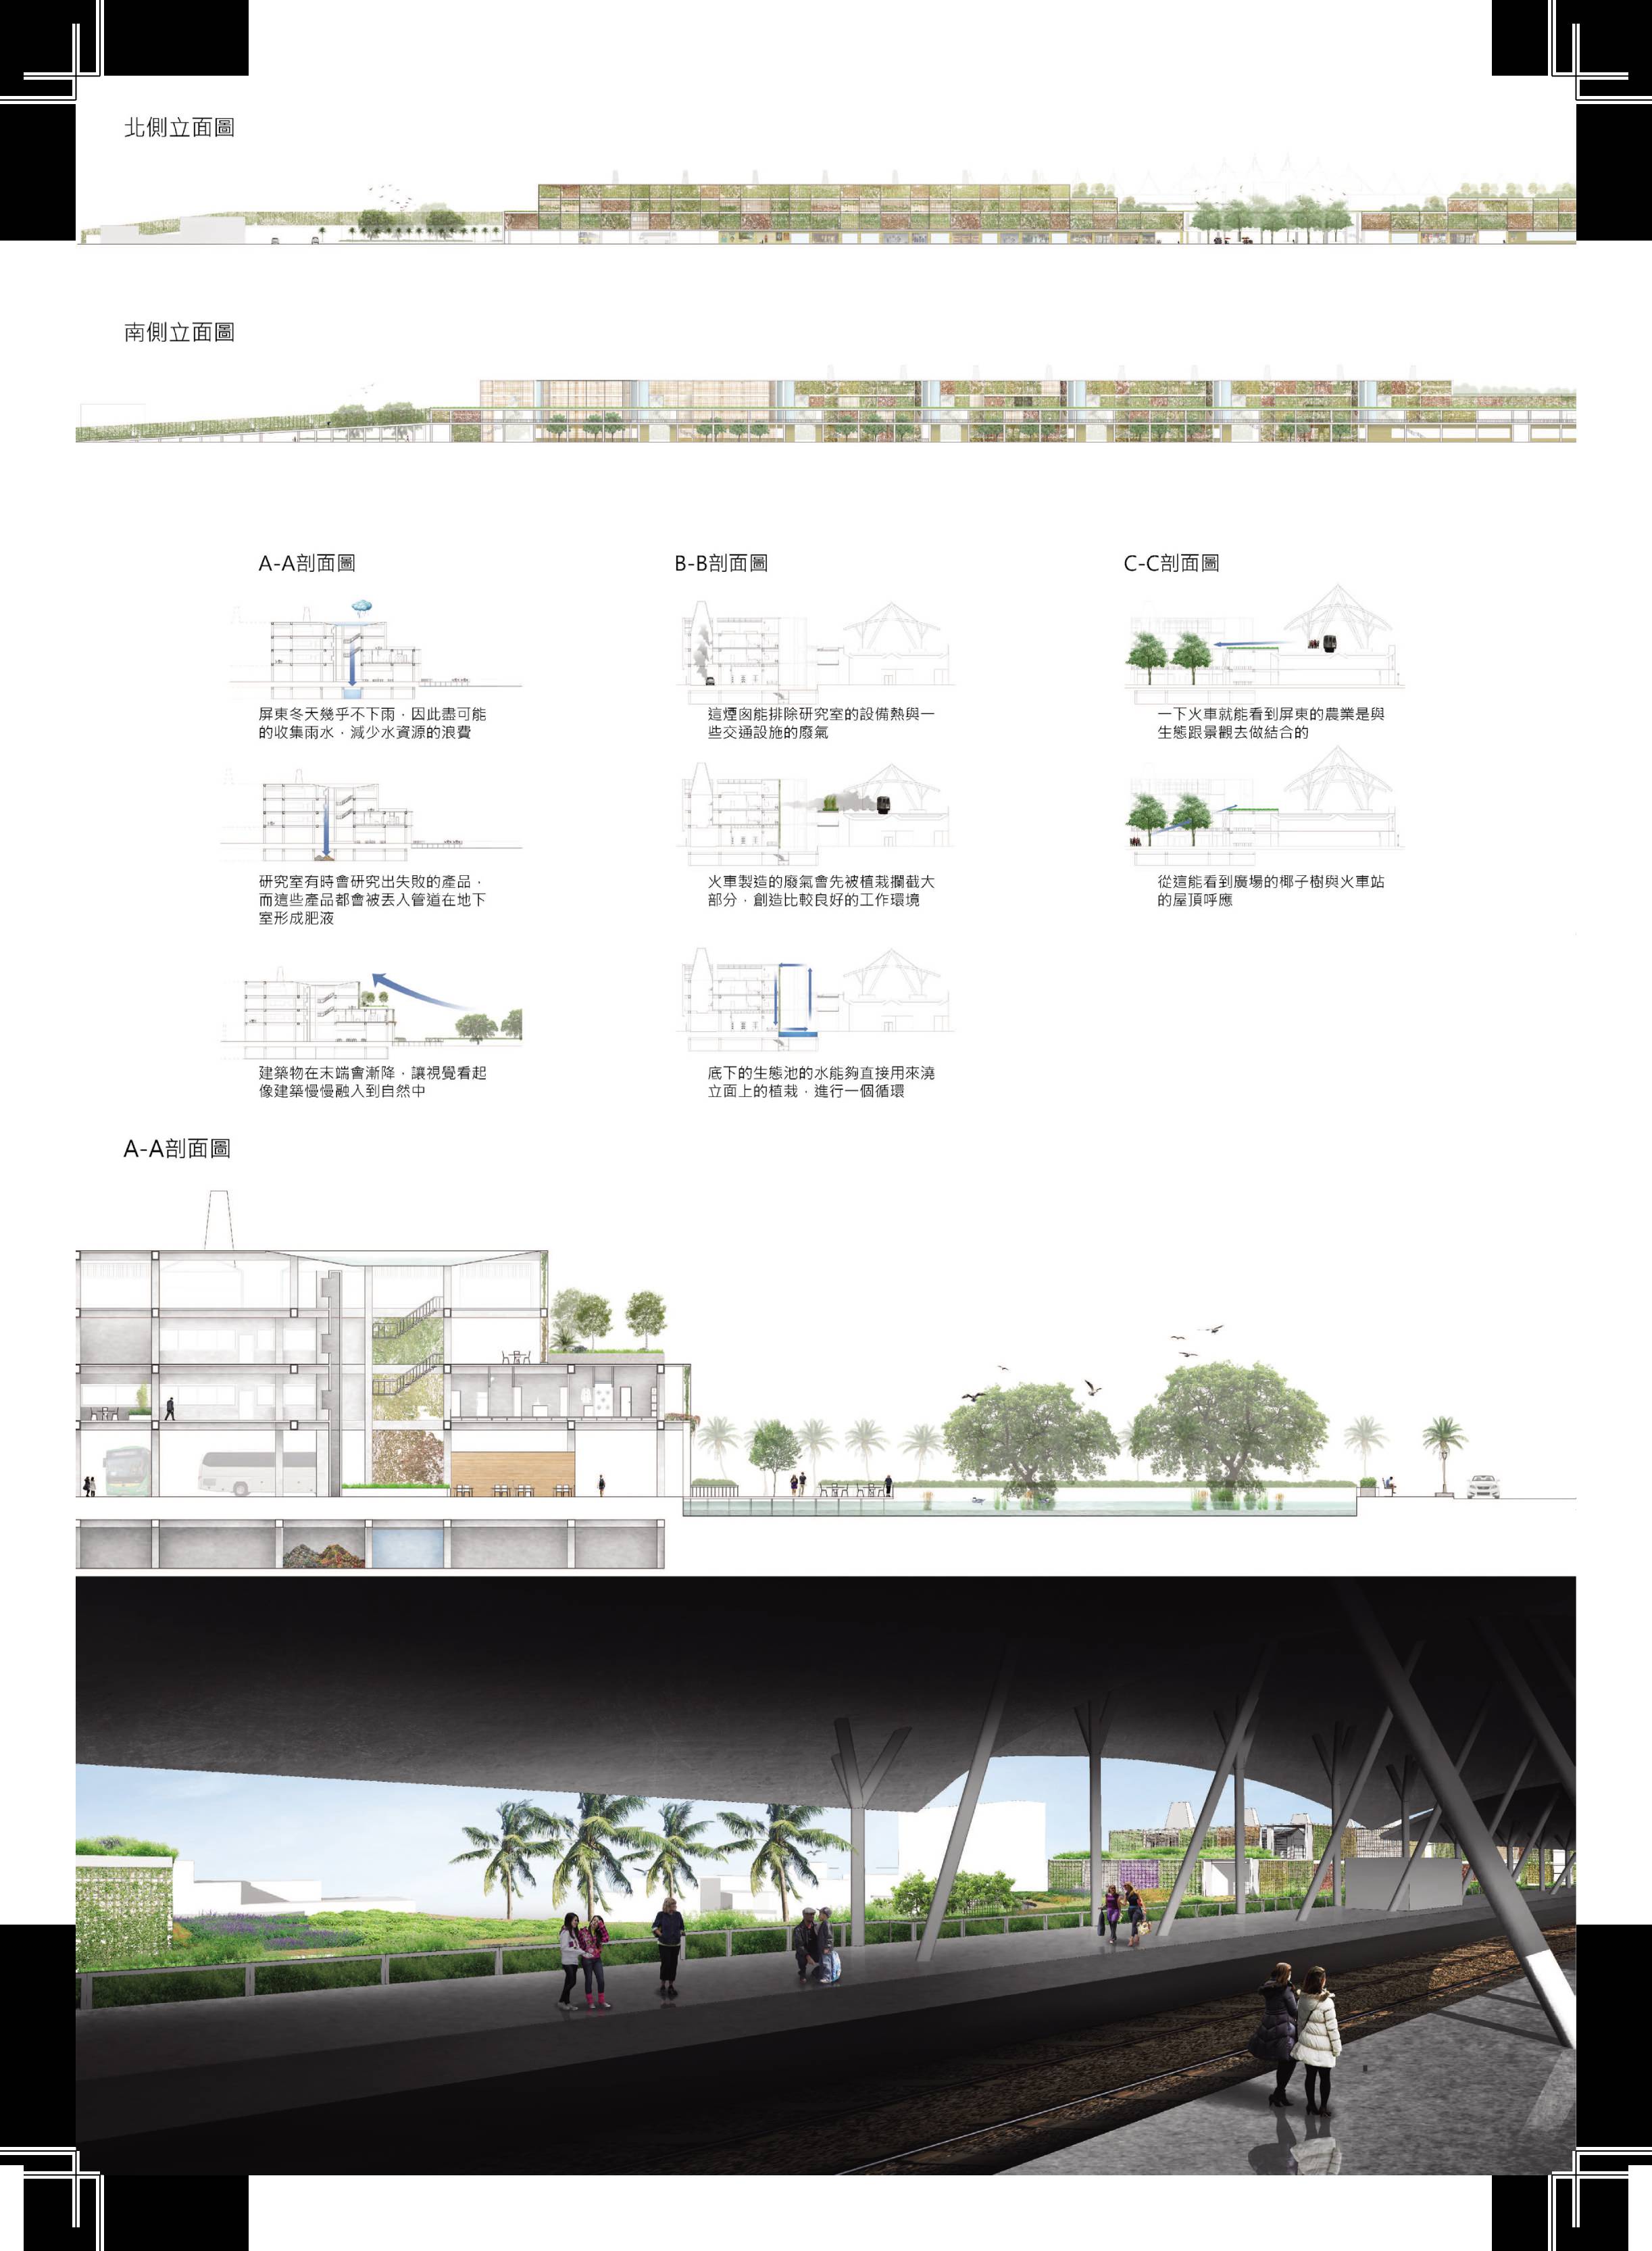 北側立面圖
南側立面圖
A-A剖面圖
屏東冬天幾乎不下雨，因此盡可能
的收集雨水，減少水資源的浪費
研究室有時會研究出失敗的產品，
而這些產品都會被丟入管道在地下
室形成肥液
建築物在末端會漸降，讓視覺看起
像建築慢慢融入到自然中
B-B剖面圖
這煙囪能排除研究室的設備熱與一
些交通設施的廢氣
火車製造的廢氣會先被植栽攔截大
部分，創造比較良好的工作環境
底下的生態池的水能夠直接用來澆
立面上的植栽，進行一個循環
C-C剖面圖
一下火車就能看到屏東的農業是與
生態跟景觀去做結合的
從這能看到廣場的椰子樹與火車站
的屋頂呼應
A-A剖面圖